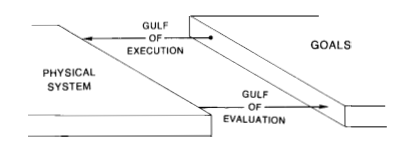 GULF
OF
EXECUTION
GOALS
PHYSICAL
SYSTEM
GULF
OF
EVALUATION